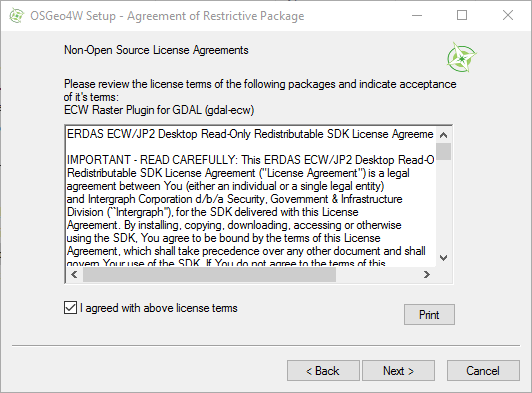 OSGeo4W Setup - Agreement of Restrictive Package
Non-Open Source License Agreements
Please review the license terms of the following packages and indicate acceptance
of it's terms:
ECW Raster Plugin for GDAL (gdal-ecw)
ERDAS ECW/JP2 Desktop Read-Only Redistributable SDK License Agreeme
IMPORTANT - READ CAREFULLY: This ERDAS ECW/JP2 Desktop Read-O
Redistributable SDK License Agreement ("License Agreement") is a legal
agreement between You (either an individual or a single legal entity)
and Intergraph Corporation d/b/a Security, Government & Infrastructure
Division (``Intergraph''), for the SDK delivered with this License
Agreement. By installing, copying, downloading, accessing or otherwise
using the SDK, You agree to be bound by the terms of this License
Agreement, which shall take precedence over any other document and shall
govern Your use of the SDK. If You do not agree to the terms of this
I agreed with above license terms
Print
< Back
Next >
Cancel